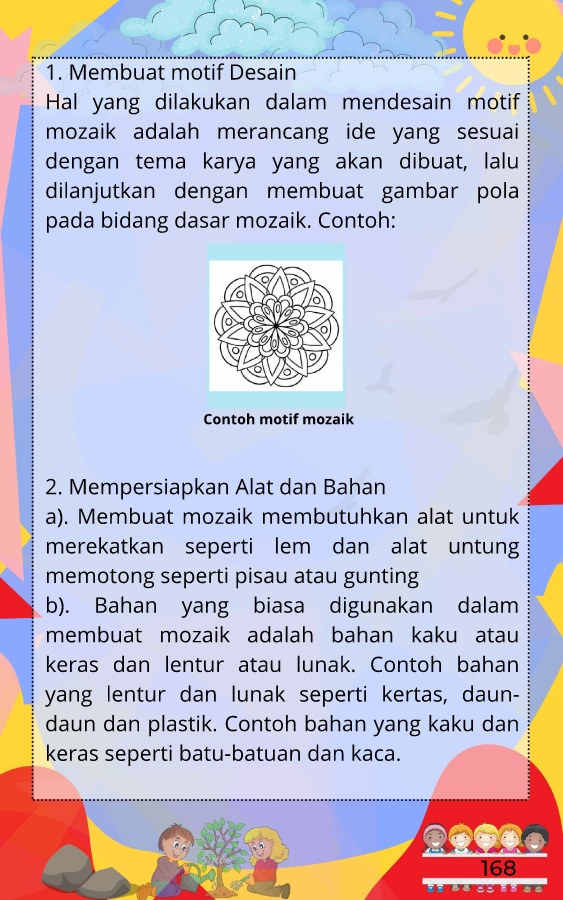 1. Membuat motif Desain
Hal yang dilakukan dalam mendesain motif
mozaik adalah merancang ide yang sesuai
dengan tema karya yang akan dibuat, lalu
dilanjutkan dengan membuat gambar pola
pada bidang dasar mozaik. Contoh:
Contoh motif mozaik
2. Mempersiapkan Alat dan Bahan
a). Membuat mozaik membutuhkan alat untuk
merekatkan seperti lem dan alat untung
memotong seperti pisau atau gunting
b). Bahan yang biasa digunakan dalam
membuat mozaik adalah bahan kaku atau
keras dan lentur atau lunak. Contoh bahan
yang lentur dan lunak seperti kertas, daun-
daun dan plastik. Contoh bahan yang kaku dan
keras seperti batu-batuan dan kaca.
168